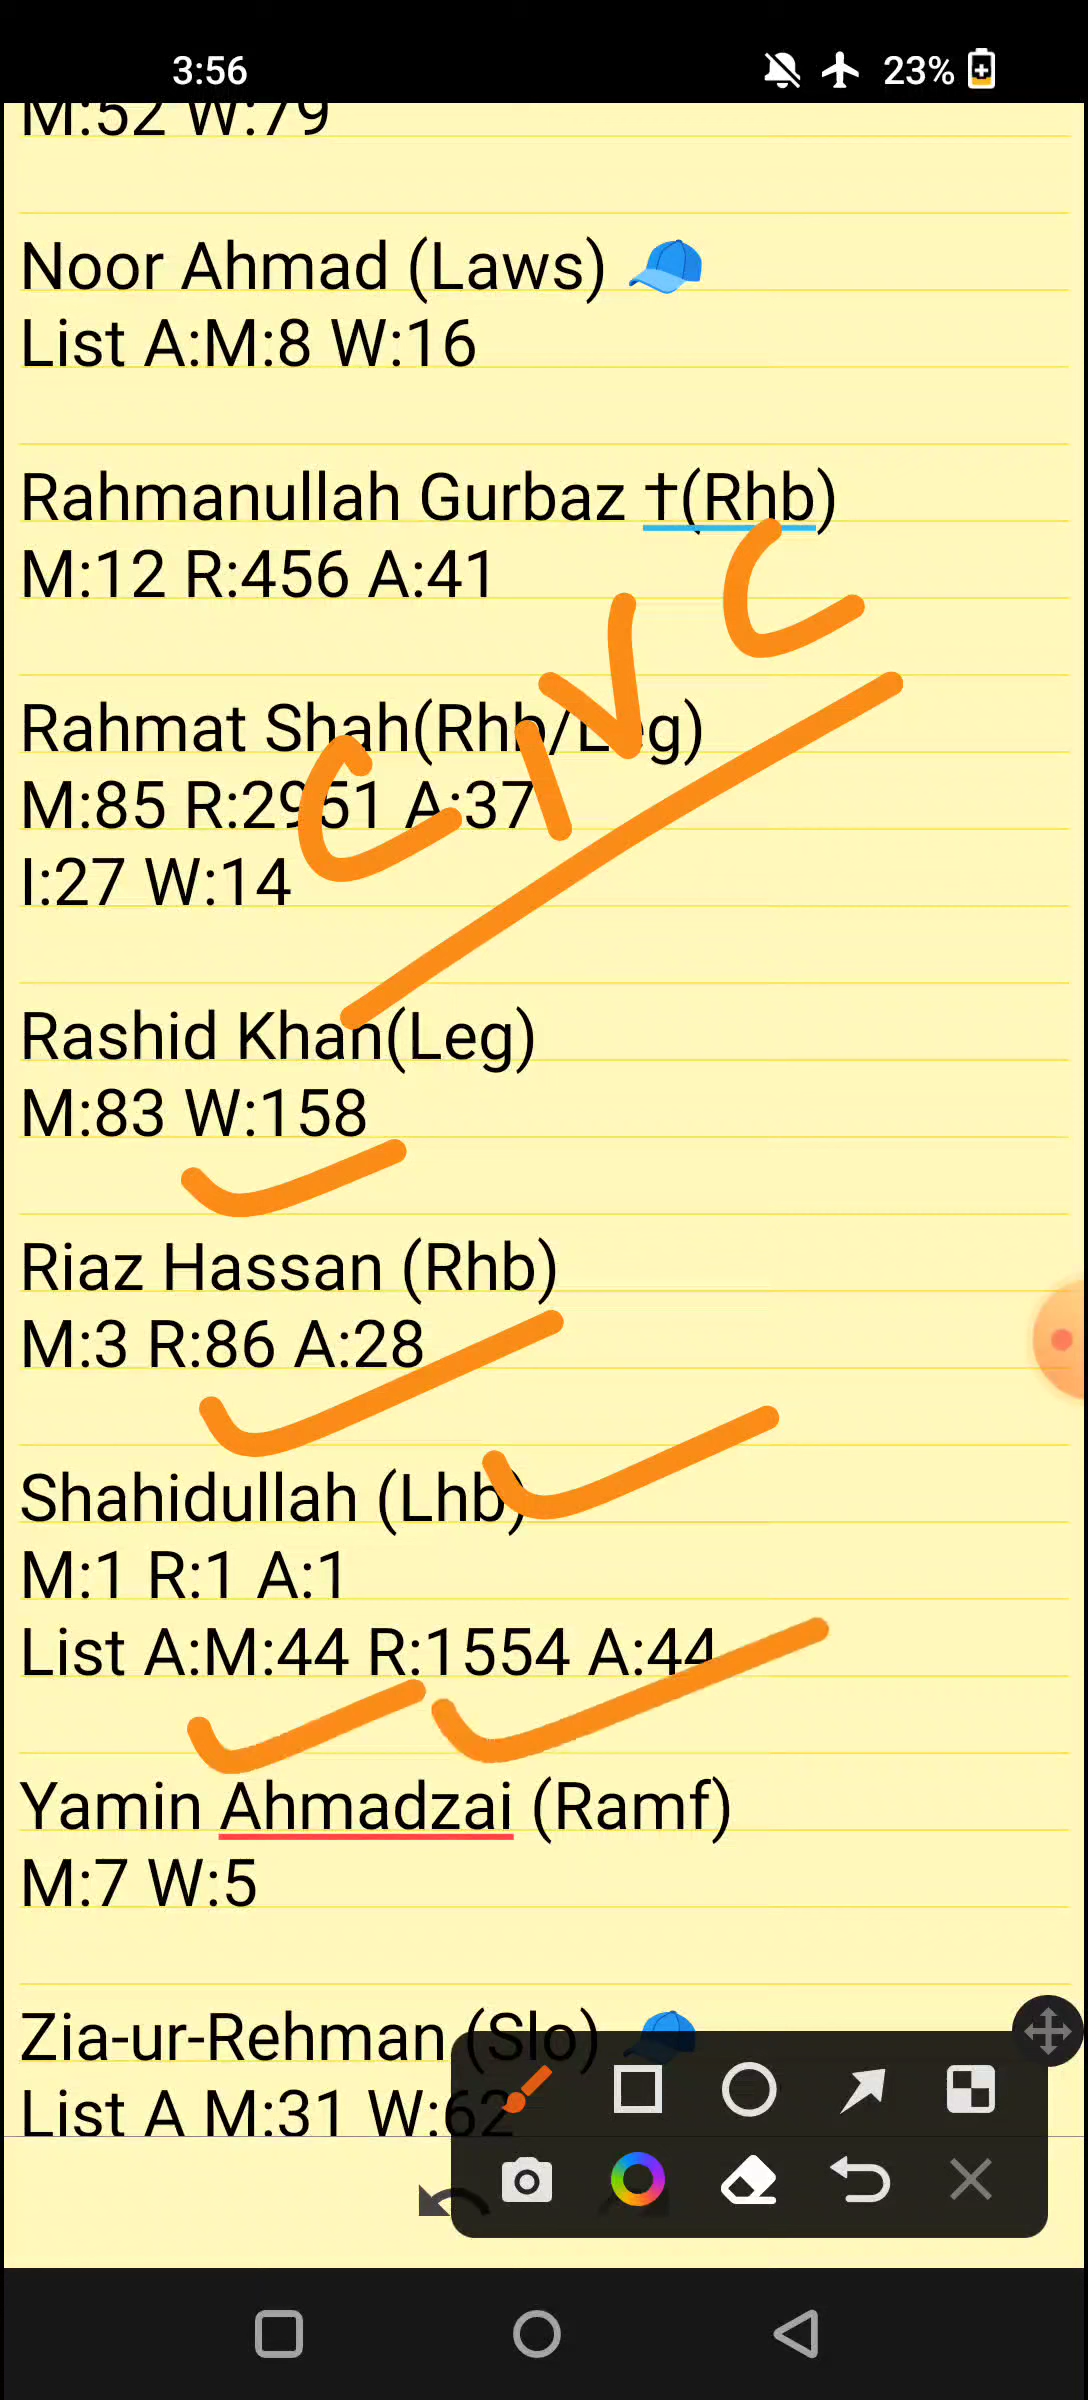 3:56 23%
M:52 W:79
Noor Ahmad (Laws) 🧢
List A:M:8 W:16
Rahmanullah Gurbaz †(Rhb)
M:12 R:456 A:41
C I V C
Rahmat Shah(Rhb/Leg)
M:85 R:2951 A:37
I:27 W:14
Rashid Khan(Leg)
M:83 W:158
Riaz Hassan (Rhb)
M:3 R:86 A:28
Shahidullah (Lhb)
M:1 R:1 A:1
List A:M:44 R:1554 A:44
Yamin Ahmadzai (Ramf)
M:7 W:5
Zia-ur-Rehman (Slo) 🧢
List A M:31 W:62